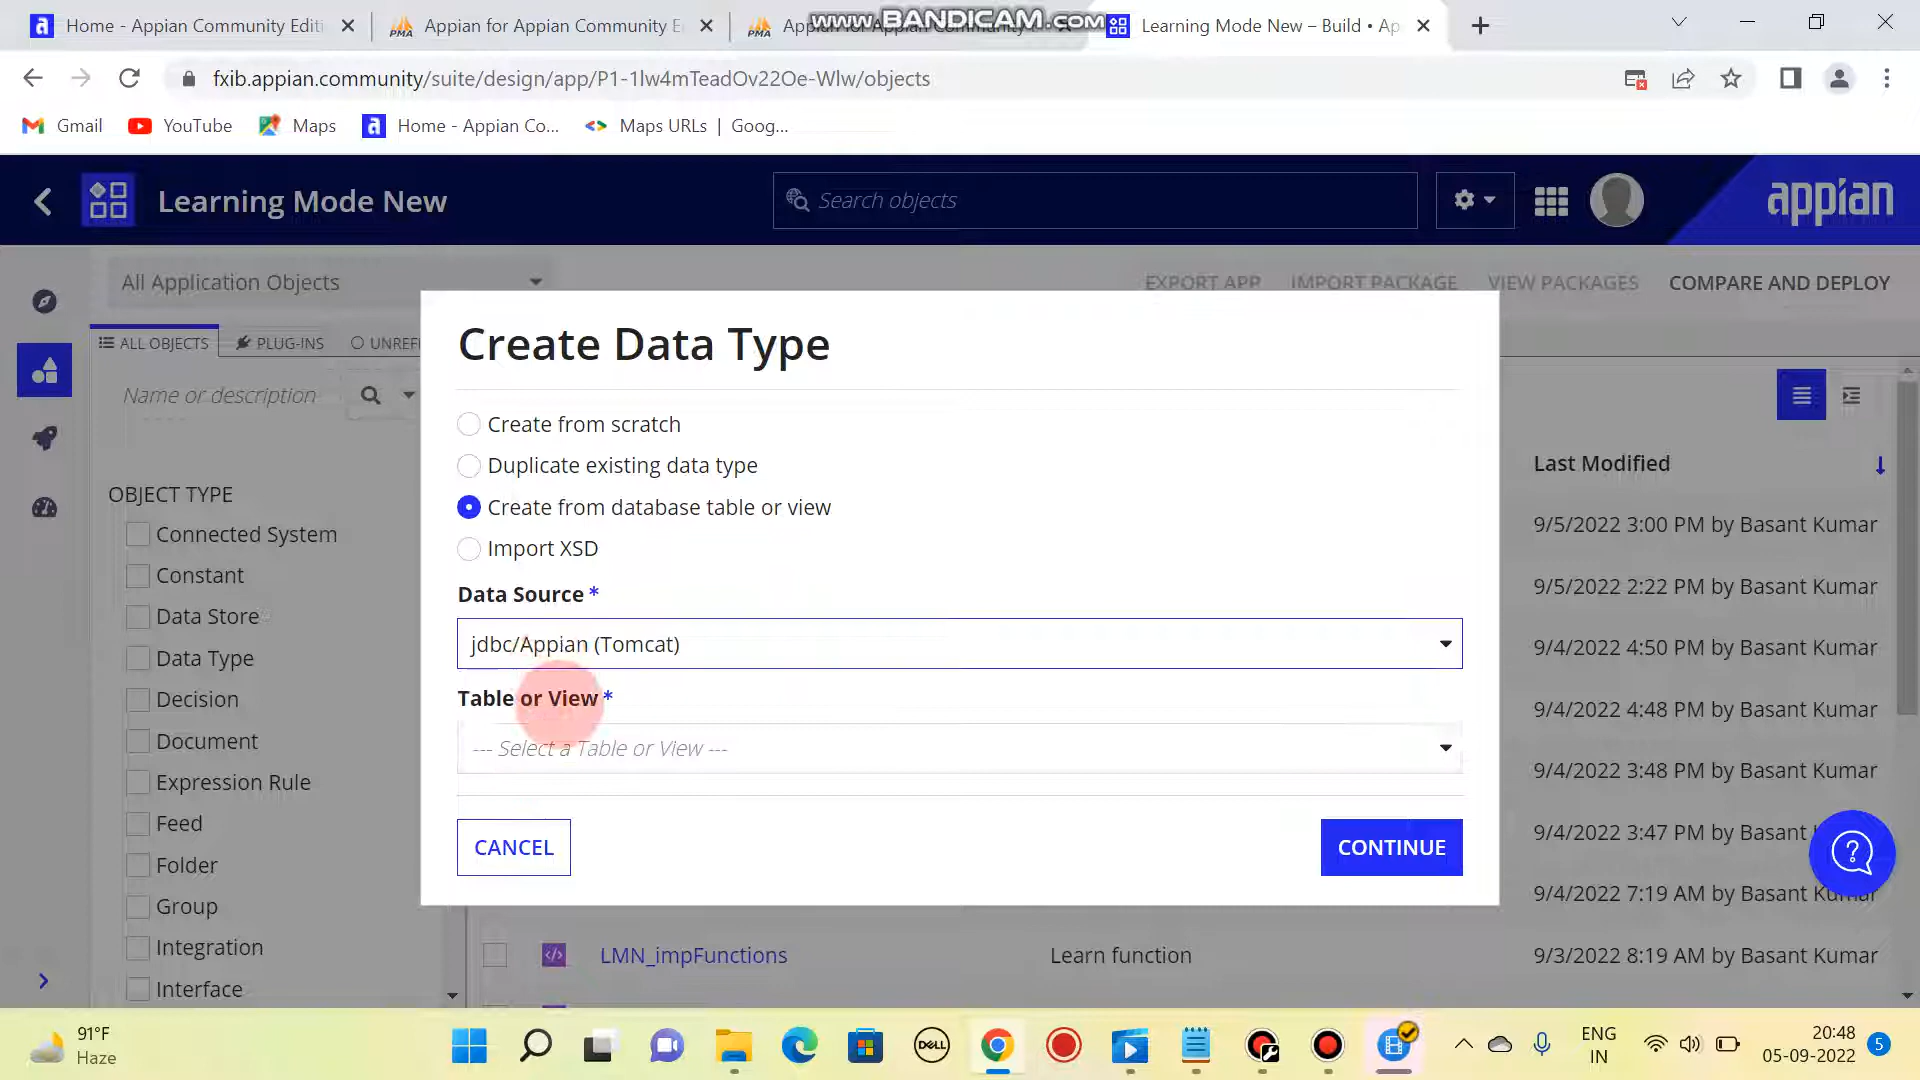 Home - Appian Community Editi
Appian for Appian Community E
Appian for Appian Community
Learning Mode New – Build • Ap
www.BANDICAM.com
fxib.appian.community/suite/design/app/P1-1lw4mTeadOv22Oe-Wlw/objects
Gmail
YouTube
Maps
Home - Appian Co...
Maps URLs | Goog...
Learning Mode New
Search objects
appian
All Application Objects
EXPORT APP
IMPORT PACKAGE
VIEW PACKAGES
COMPARE AND DEPLOY
ALL OBJECTS
PLUG-INS
UNREF
Name or description
OBJECT TYPE
Connected System
Constant
Data Store
Data Type
Decision
Document
Expression Rule
Feed
Folder
Group
Integration
Interface
Create Data Type
Create from scratch
Duplicate existing data type
Create from database table or view
Import XSD
Data Source *
jdbc/Appian (Tomcat)
Table or View *
--- Select a Table or View ---
CANCEL
CONTINUE
Last Modified
9/5/2022 3:00 PM by Basant Kumar
9/5/2022 2:22 PM by Basant Kumar
9/4/2022 4:50 PM by Basant Kumar
9/4/2022 4:48 PM by Basant Kumar
9/4/2022 3:48 PM by Basant Kumar
9/4/2022 3:47 PM by Basant
9/4/2022 7:19 AM by Basant Kumar
LMN_impFunctions
Learn function
9/3/2022 8:19 AM by Basant Kumar
91°F
Haze
DELL
ENG
IN
20:48
05-09-2022
5